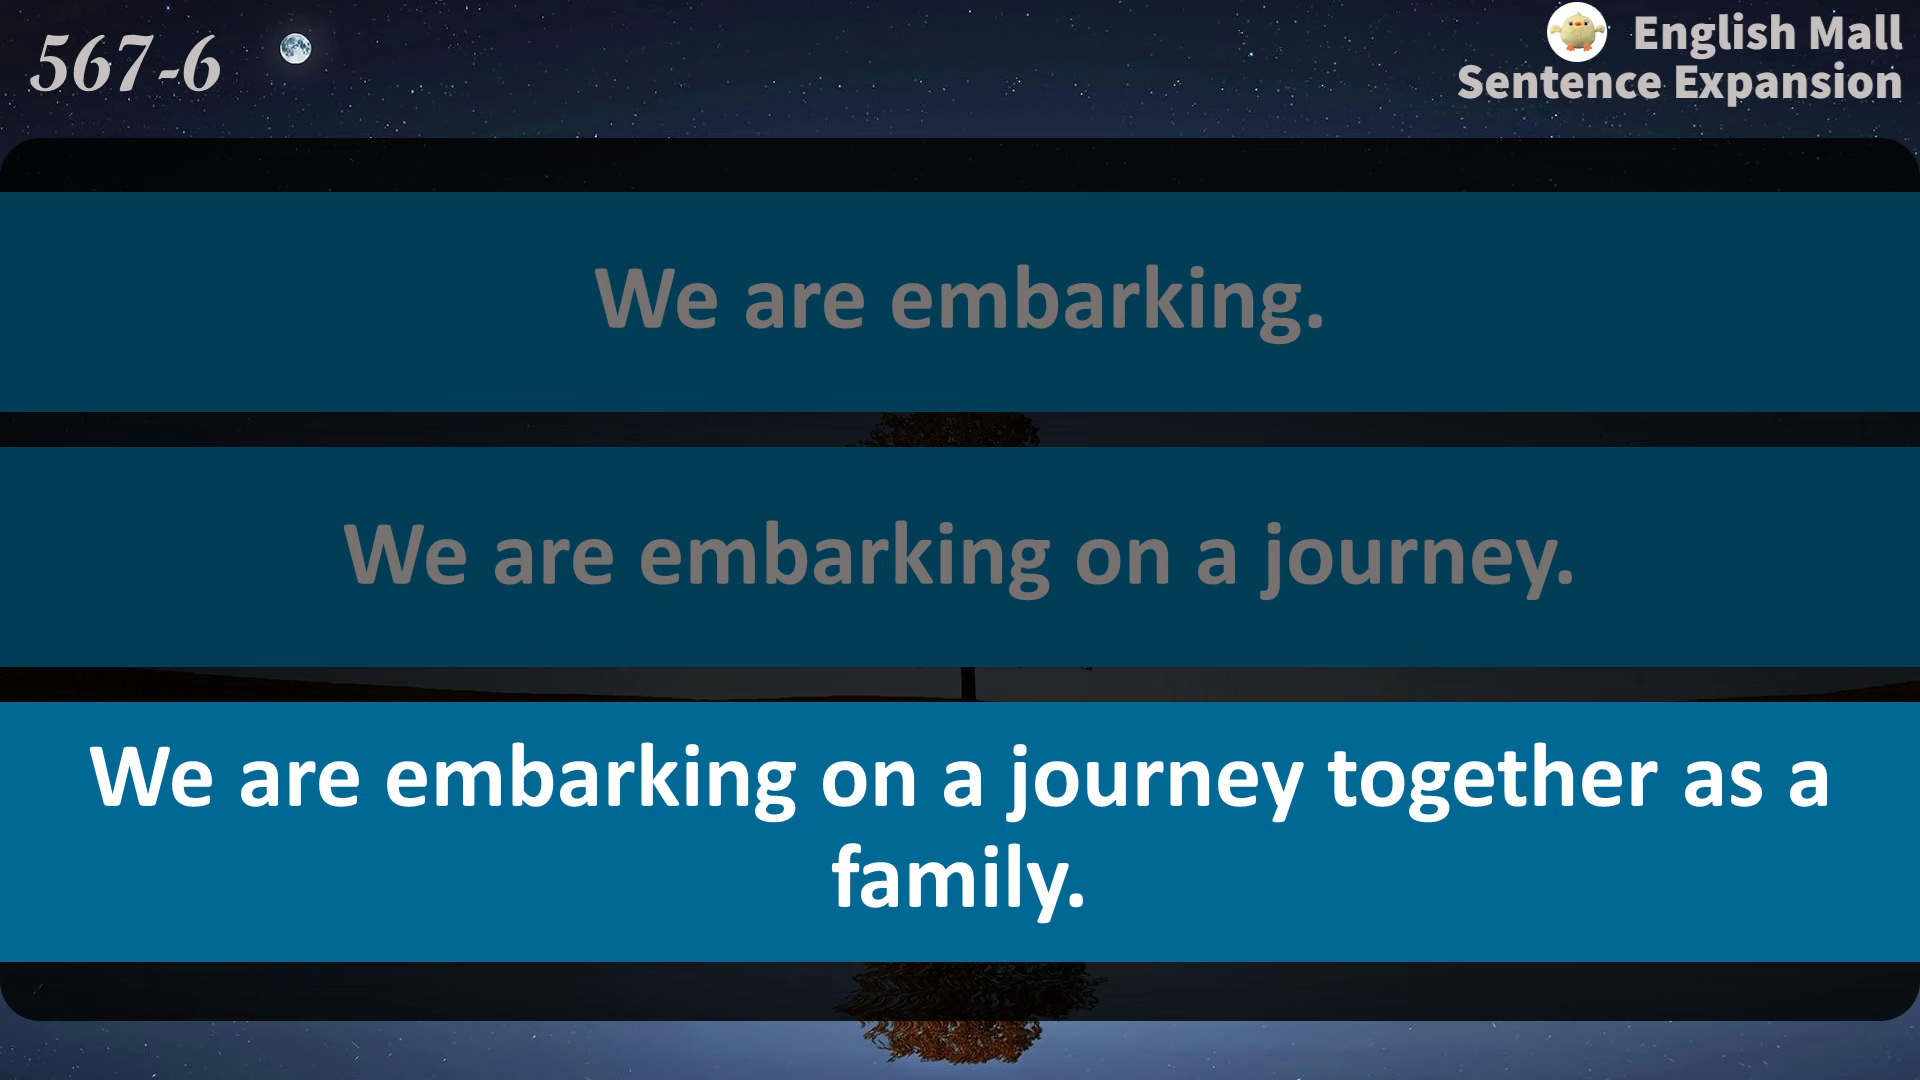 567-6
English Mall
Sentence Expansion
We are embarking.
We are embarking on a journey.
We are embarking on a journey together as a
family.